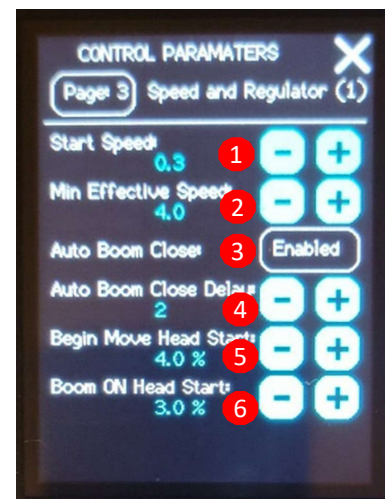 CONTROL PARAMATERS X
Page: 3 Speed and Regulator (1)
Start Speed:
0.3 1 - +
Min Effective Speed:
4.0 2 - +
Auto Boom Close: 3 Enabled
Auto Boom Close Delay:
2 4 - +
Begin Move Head Start:
4.0 % 5 - +
Boom ON Head Start:
3.0 % 6 - +